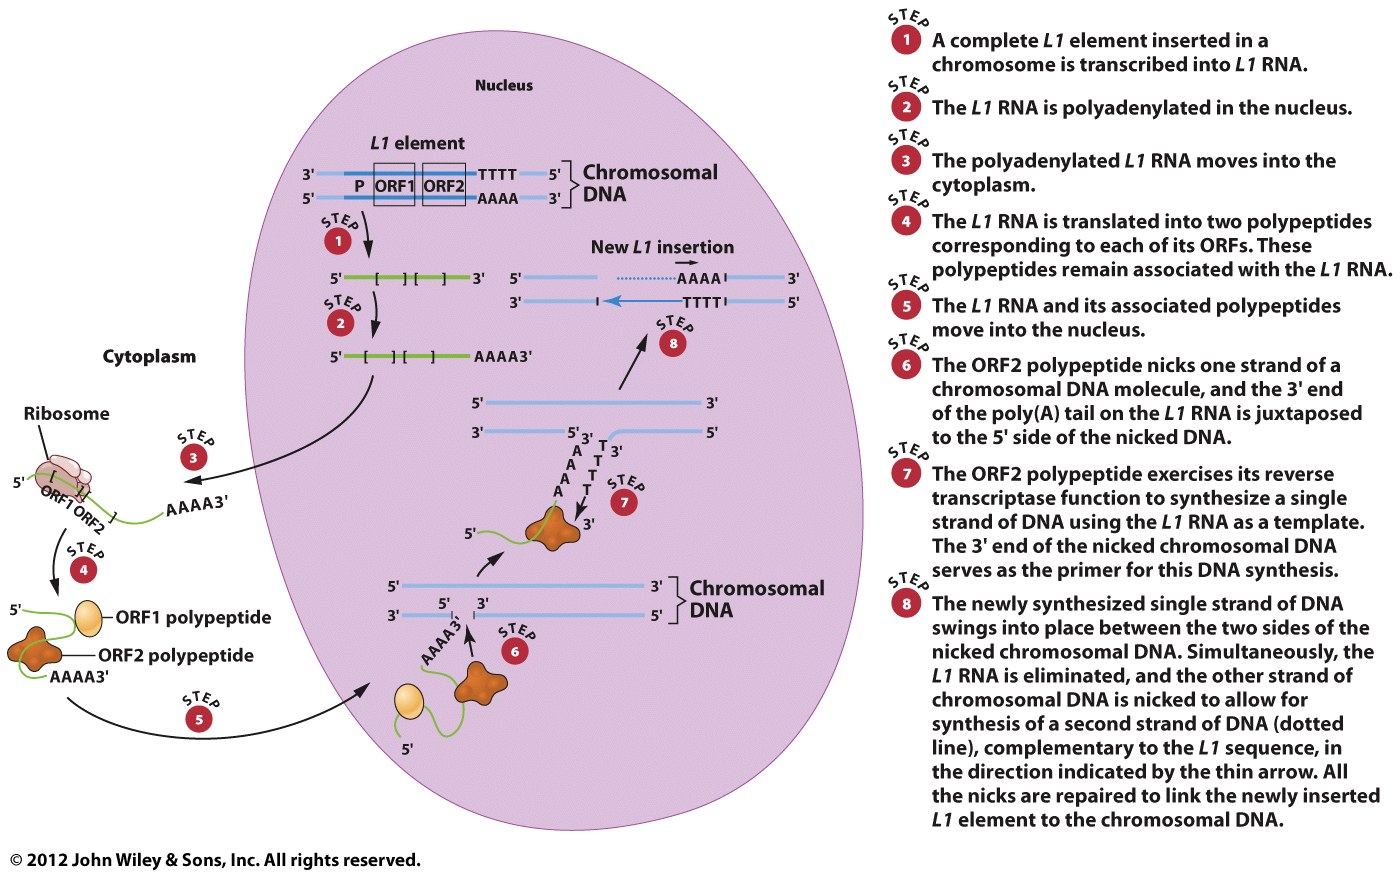 Nucleus
L1 element
3' TTTT 5'
P ORF1 ORF2
5' AAAA 3'
Chromosomal
DNA
STEP
1
5' [ ] [ ] 3'
STEP
2
5' [ ] [ ] AAAA3'
New L1 insertion
5' AAAA 3'
3' TTTT 5'
STEP
8
Cytoplasm
Ribosome
STEP
3
5' [ ] [ ]
ORF1 ORF2
AAAA3'
STEP
4
5'
ORF1 polypeptide
ORF2 polypeptide
AAAA3'
STEP
5
5' 3'
3' 5' 5'
AAAA3'
TTTT 3'
3'
5'
STEP
7
5' 3'
Chromosomal
DNA
3' 5' 3' 5'
AAAA3'
STEP
6
5'
STEP
1
A complete L1 element inserted in a
chromosome is transcribed into L1 RNA.
STEP
2
The L1 RNA is polyadenylated in the nucleus.
STEP
3
The polyadenylated L1 RNA moves into the
cytoplasm.
STEP
4
The L1 RNA is translated into two polypeptides
corresponding to each of its ORFs. These
polypeptides remain associated with the L1 RNA.
STEP
5
The L1 RNA and its associated polypeptides
move into the nucleus.
STEP
6
The ORF2 polypeptide nicks one strand of a
chromosomal DNA molecule, and the 3' end
of the poly(A) tail on the L1 RNA is juxtaposed
to the 5' side of the nicked DNA.
STEP
7
The ORF2 polypeptide exercises its reverse
transcriptase function to synthesize a single
strand of DNA using the L1 RNA as a template.
The 3' end of the nicked chromosomal DNA
serves as the primer for this DNA synthesis.
STEP
8
The newly synthesized single strand of DNA
swings into place between the two sides of the
nicked chromosomal DNA. Simultaneously, the
L1 RNA is eliminated, and the other strand of
chromosomal DNA is nicked to allow for
synthesis of a second strand of DNA (dotted
line), complementary to the L1 sequence, in
the direction indicated by the thin arrow. All
the nicks are repaired to link the newly inserted
L1 element to the chromosomal DNA.
© 2012 John Wiley & Sons, Inc. All rights reserved.